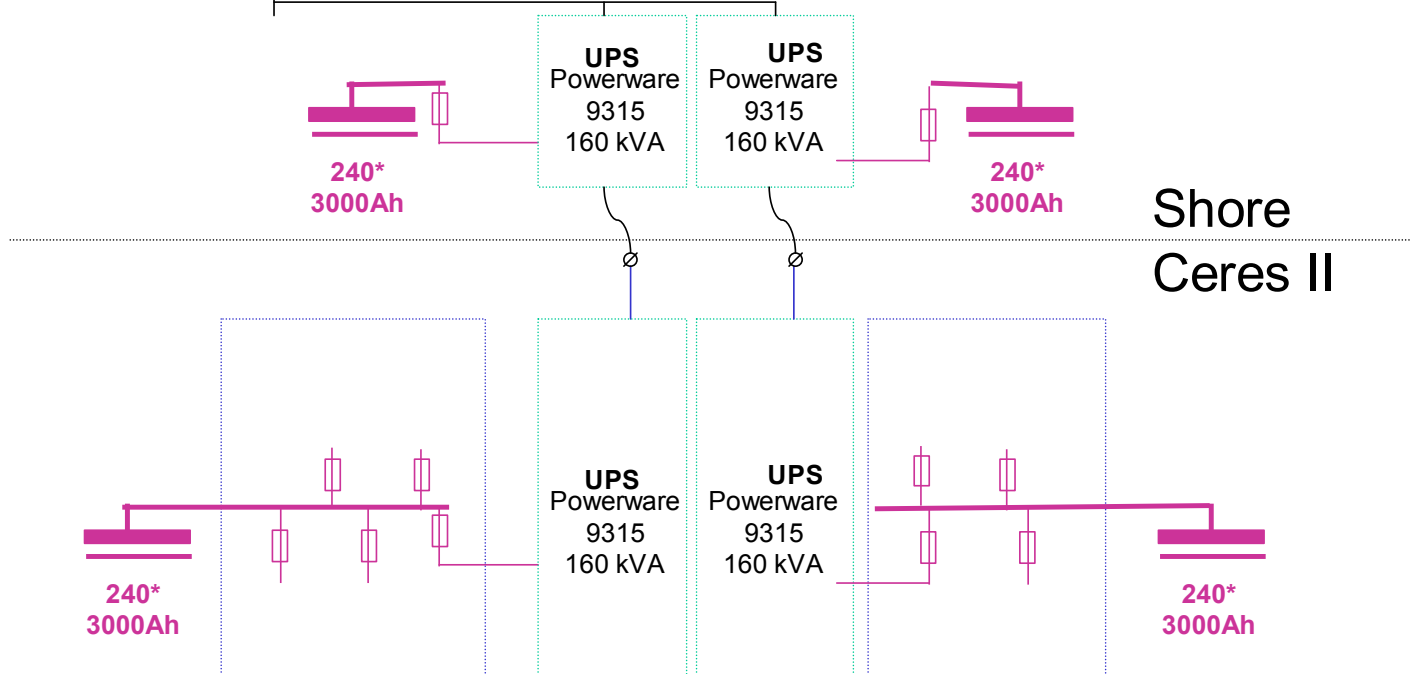 UPS
Powerware
9315
160 kVA
UPS
Powerware
9315
160 kVA
240*
3000Ah
240*
3000Ah
Shore
Ceres II
UPS
Powerware
9315
160 kVA
UPS
Powerware
9315
160 kVA
240*
3000Ah
240*
3000Ah